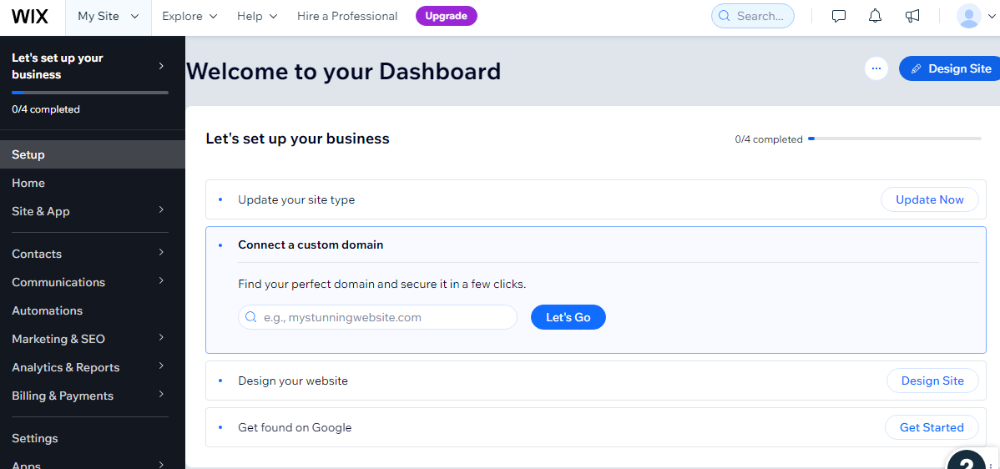 WIX
My Site
Explore
Help
Hire a Professional
Upgrade
Search...
Let's set up your
business
0/4 completed
Setup
Home
Site & App
Contacts
Communications
Automations
Marketing & SEO
Analytics & Reports
Billing & Payments
Settings
Apps
Welcome to your Dashboard
Design Site
Let's set up your business
0/4 completed
Update your site type
Update Now
Connect a custom domain
Find your perfect domain and secure it in a few clicks.
e.g., mystunningwebsite.com
Let's Go
Design your website
Design Site
Get found on Google
Get Started
?